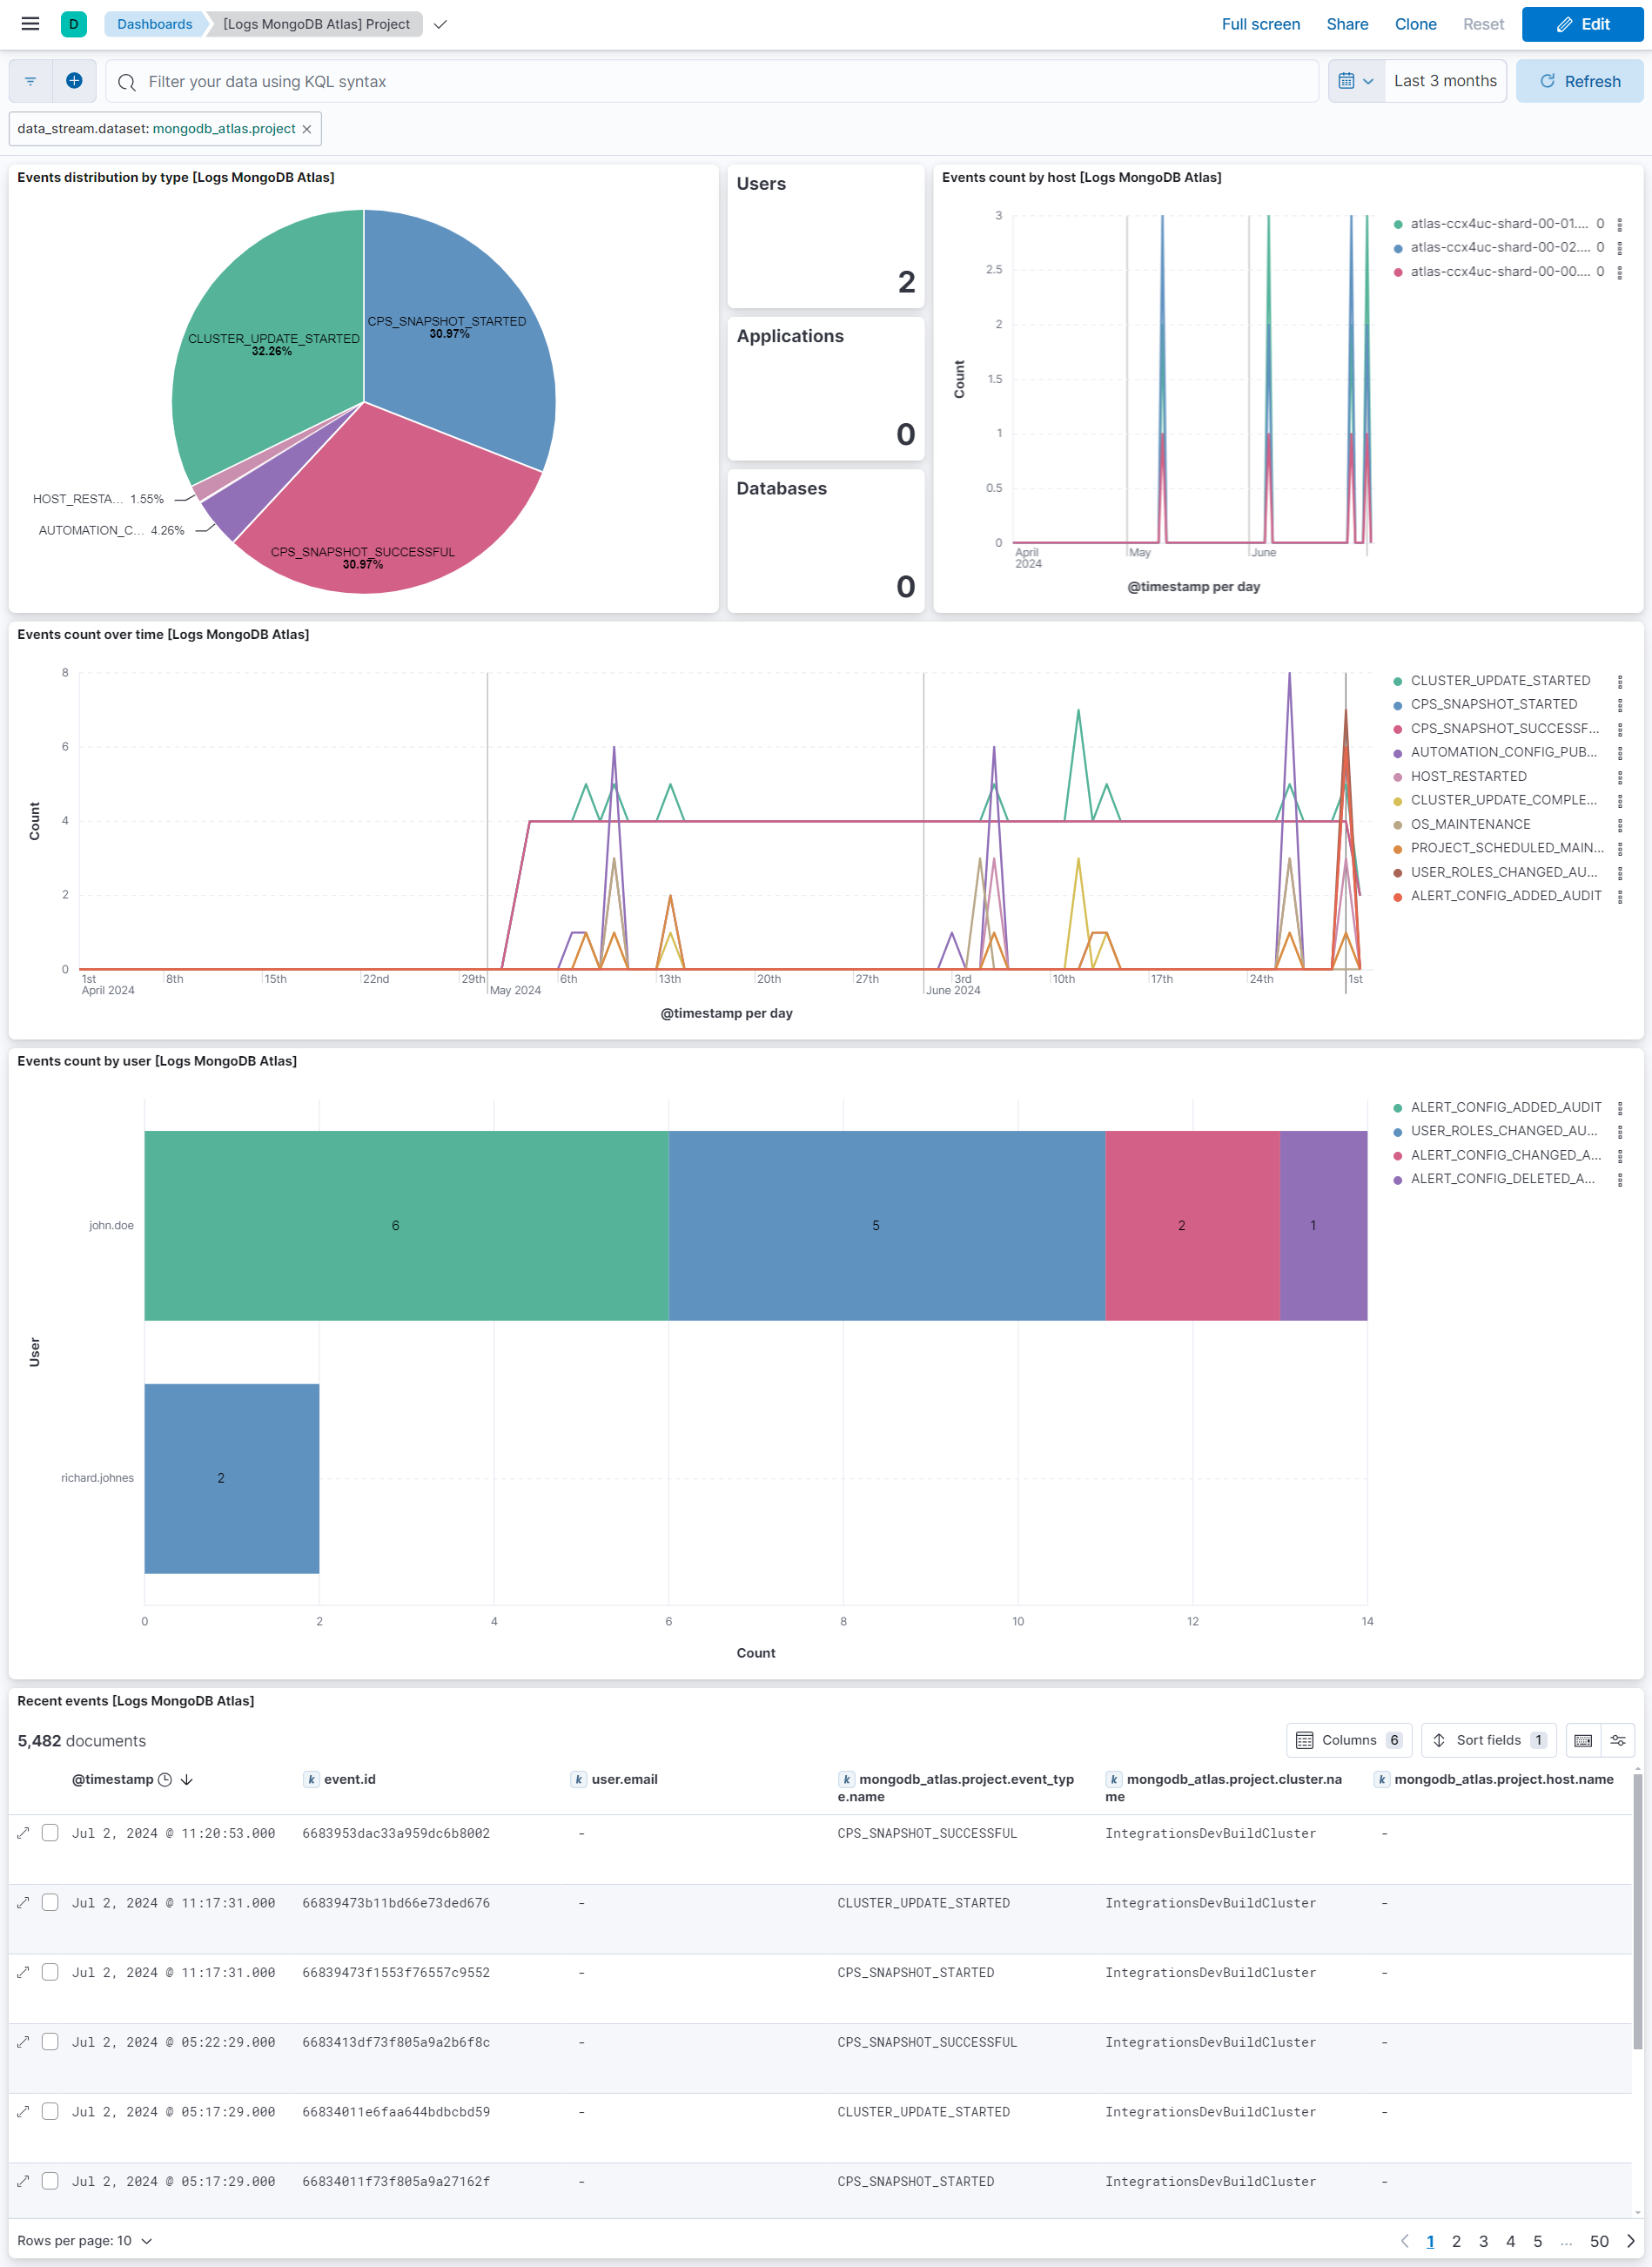 D
Dashboards
[Logs MongoDB Atlas] Project
Full screen
Share
Clone
Reset
Edit
Filter your data using KQL syntax
Last 3 months
Refresh
data_stream.dataset: mongodb_atlas.project
Events distribution by type [Logs MongoDB Atlas]
CPS_SNAPSHOT_STARTED
30.97%
CLUSTER_UPDATE_STARTED
32.26%
HOST_RESTA... 1.55%
AUTOMATION_C... 4.26%
CPS_SNAPSHOT_SUCCESSFUL
30.97%
Users
2
Applications
0
Databases
0
Events count by host [Logs MongoDB Atlas]
3
2.5
2
1.5
1
0.5
0
Count
April
2024
May
June
@timestamp per day
atlas-ccx4uc-shard-00-01.... 0
atlas-ccx4uc-shard-00-02.... 0
atlas-ccx4uc-shard-00-00.... 0
Events count over time [Logs MongoDB Atlas]
8
6
4
2
0
Count
1st
8th
15th
22nd
29th
6th
13th
20th
27th
3rd
10th
17th
24th
1st
April 2024
May 2024
June 2024
@timestamp per day
CLUSTER_UPDATE_STARTED
CPS_SNAPSHOT_STARTED
CPS_SNAPSHOT_SUCCESSF...
AUTOMATION_CONFIG_PUB...
HOST_RESTARTED
CLUSTER_UPDATE_COMPLE...
OS_MAINTENANCE
PROJECT_SCHEDULED_MAIN...
USER_ROLES_CHANGED_AU...
ALERT_CONFIG_ADDED_AUDIT
Events count by user [Logs MongoDB Atlas]
User
john.doe
6
5
2
1
richard.johnes
2
0
2
4
6
8
10
12
14
Count
ALERT_CONFIG_ADDED_AUDIT
USER_ROLES_CHANGED_AU...
ALERT_CONFIG_CHANGED_A...
ALERT_CONFIG_DELETED_A...
Recent events [Logs MongoDB Atlas]
5,482 documents
Columns 6
Sort fields 1
@timestamp
k event.id
k user.email
k mongodb_atlas.project.event_typ
e.name
k mongodb_atlas.project.cluster.na
me
k mongodb_atlas.project.host.name
Jul 2, 2024 @ 11:20:53.000 6683953dac33a959dc6b8002 - CPS_SNAPSHOT_SUCCESSFUL IntegrationsDevBuildCluster -
Jul 2, 2024 @ 11:17:31.000 66839473b11bd66e73ded676 - CLUSTER_UPDATE_STARTED IntegrationsDevBuildCluster -
Jul 2, 2024 @ 11:17:31.000 66839473f1553f76557c9552 - CPS_SNAPSHOT_STARTED IntegrationsDevBuildCluster -
Jul 2, 2024 @ 05:22:29.000 6683413df73f805a9a2b6f8c - CPS_SNAPSHOT_SUCCESSFUL IntegrationsDevBuildCluster -
Jul 2, 2024 @ 05:17:29.000 66834011e6faa644bdbcbd59 - CLUSTER_UPDATE_STARTED IntegrationsDevBuildCluster -
Jul 2, 2024 @ 05:17:29.000 66834011f73f805a9a27162f - CPS_SNAPSHOT_STARTED IntegrationsDevBuildCluster -
Rows per page: 10
1 2 3 4 5 ... 50